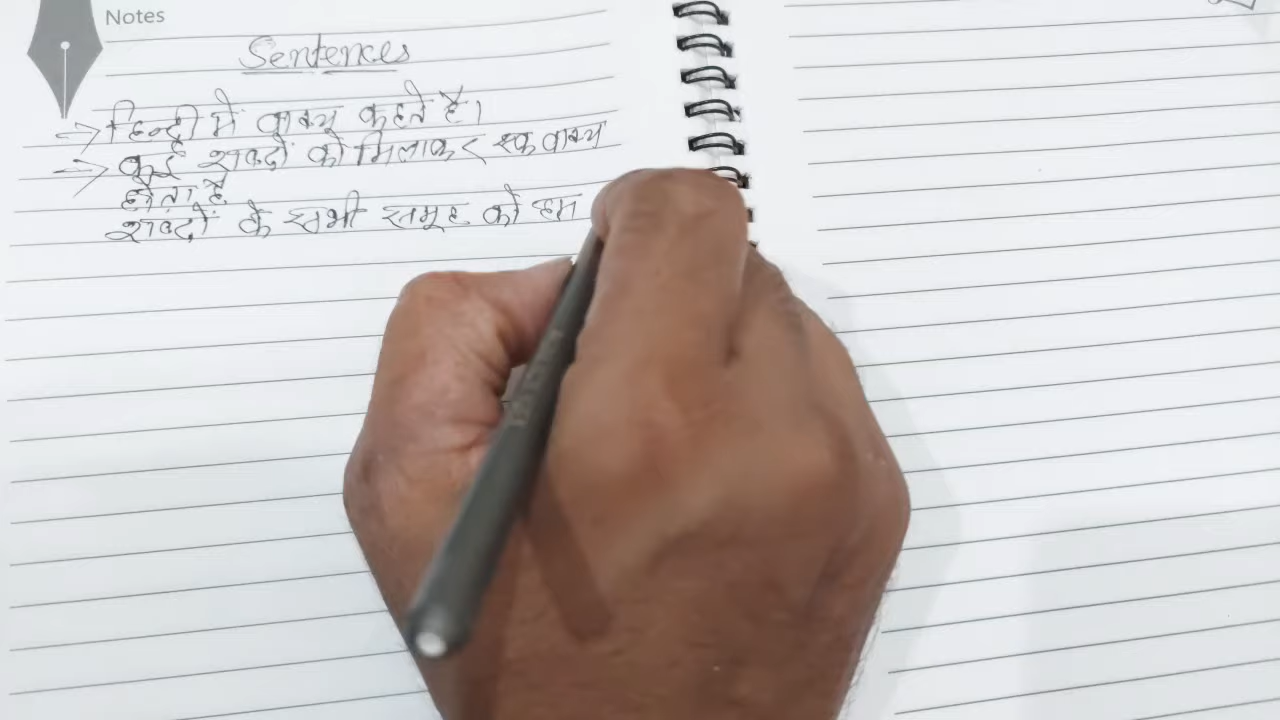 Notes
Sentences
→ हिन्दी में वाक्य कहते है।
→ कई शब्दों को मिलाकर एक वाक्य
होता है
शब्दों के सभी समूह को हम